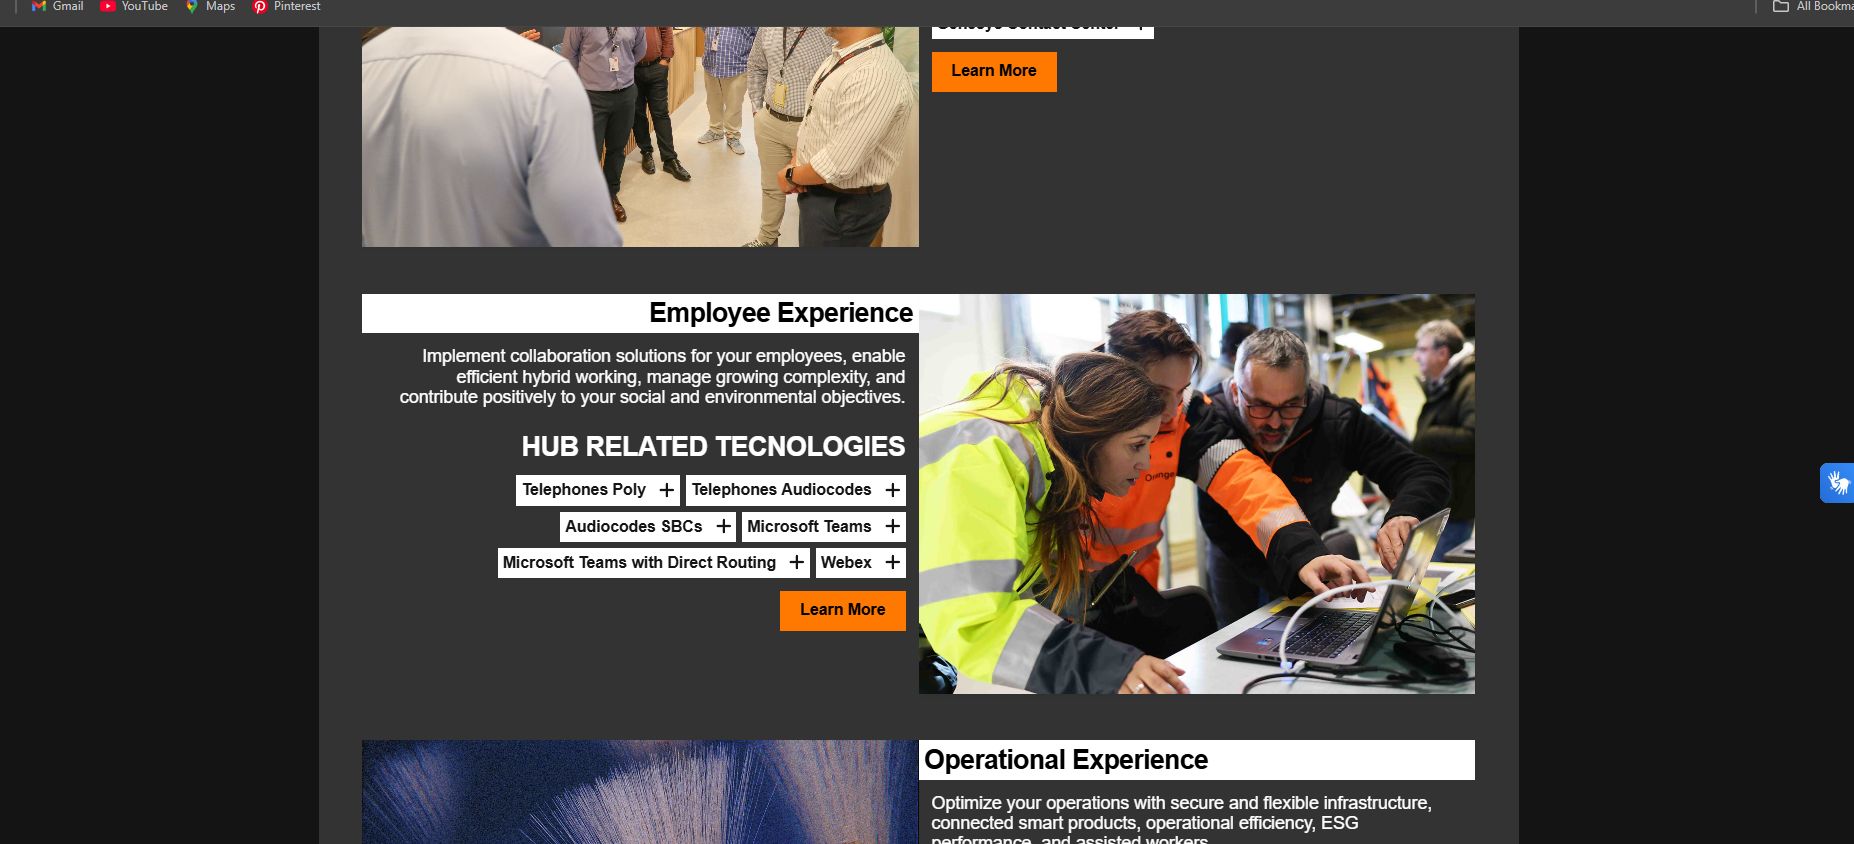 Gmail
YouTube
Maps
Pinterest
All Bookma
Learn More
Employee Experience
Implement collaboration solutions for your employees, enable
efficient hybrid working, manage growing complexity, and
contribute positively to your social and environmental objectives.
HUB RELATED TECNOLOGIES
Telephones Poly +
Telephones Audiocodes +
Audiocodes SBCs +
Microsoft Teams +
Microsoft Teams with Direct Routing +
Webex +
Learn More
Orange
Orange
Operational Experience
Optimize your operations with secure and flexible infrastructure,
connected smart products, operational efficiency, ESG
performance, and assisted workers